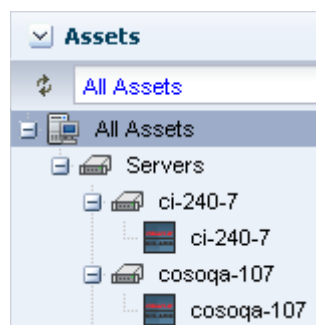 Assets
All Assets
All Assets
Servers
ci-240-7
ci-240-7
cosoqa-107
cosoqa-107